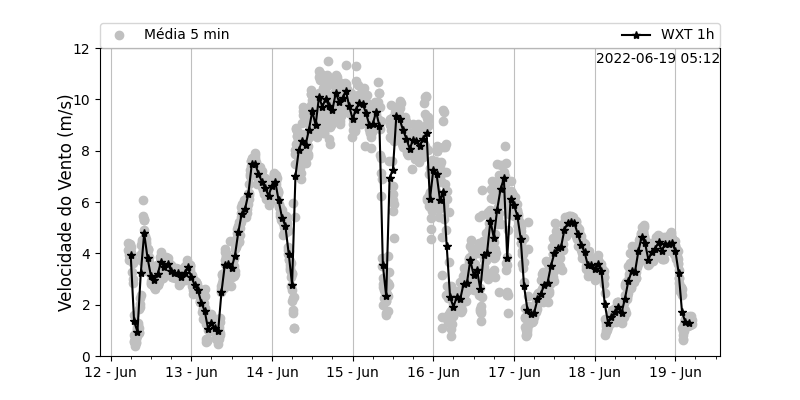 Média 5 min
WXT 1h
2022-06-19 05:12
Velocidade do Vento (m/s)
12
10
8
6
4
2
0
12 - Jun
13 - Jun
14 - Jun
15 - Jun
16 - Jun
17 - Jun
18 - Jun
19 - Jun